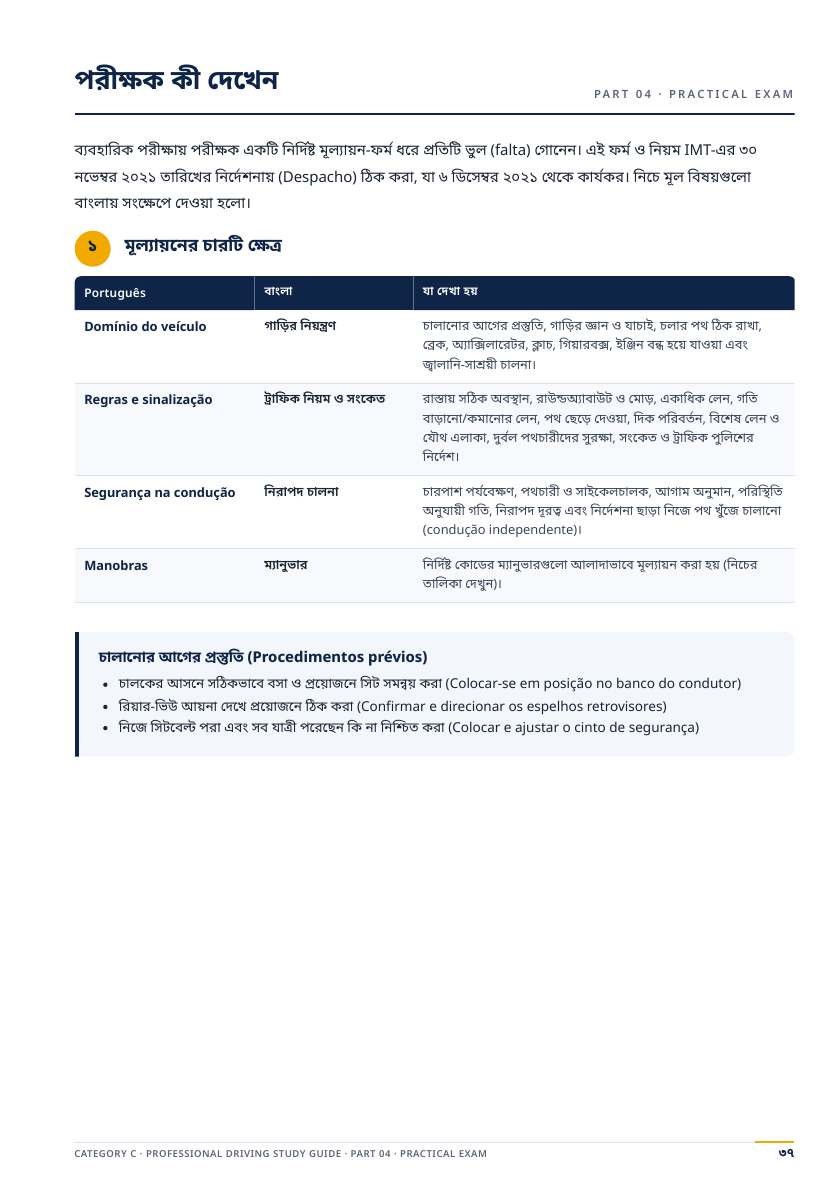 পরীক্ষক কী দেখেন
PART 04 · PRACTICAL EXAM
ব্যবহারিক পরীক্ষায় পরীক্ষক একটি নির্দিষ্ট মূল্যায়ন-ফর্ম ধরে প্রতিটি ভুল (falta) গোনেন। এই ফর্ম ও নিয়ম IMT-এর ৩০
নভেম্বর ২০২১ তারিখের নির্দেশনায় (Despacho) ঠিক করা, যা ৬ ডিসেম্বর ২০২১ থেকে কার্যকর। নিচে মূল বিষয়গুলো
বাংলায় সংক্ষেপে দেওয়া হলো।
১ মূল্যায়নের চারটি ক্ষেত্র
Português বাংলা যা দেখা হয়
Domínio do veículo গাড়ির নিয়ন্ত্রণ চালানোর আগের প্রস্তুতি, গাড়ির জ্ঞান ও যাচাই, চলার পথ ঠিক রাখা,
ব্রেক, অ্যাক্সিলারেটর, ক্লাচ, গিয়ারবক্স, ইঞ্জিন বন্ধ হয়ে যাওয়া এবং
জ্বালানি-সাশ্রয়ী চালনা।
Regras e sinalização ট্রাফিক নিয়ম ও সংকেত রাস্তায় সঠিক অবস্থান, রাউন্ডঅ্যাবাউট ও মোড়, একাধিক লেন, গতি
বাড়ানো/কমানোর লেন, পথ ছেড়ে দেওয়া, দিক পরিবর্তন, বিশেষ লেন ও
যৌথ এলাকা, দুর্বল পথচারীদের সুরক্ষা, সংকেত ও ট্রাফিক পুলিশের
নির্দেশ।
Segurança na condução নিরাপদ চালনা চারপাশ পর্যবেক্ষণ, পথচারী ও সাইকেলচালক, আগাম অনুমান, পরিস্থিতি
অনুযায়ী গতি, নিরাপদ দূরত্ব এবং নির্দেশনা ছাড়া নিজে পথ খুঁজে চালানো
(condução independente)।
Manobras ম্যানুভার নির্দিষ্ট কোডের ম্যানুভারগুলো আলাদাভাবে মূল্যায়ন করা হয় (নিচের
তালিকা দেখুন)।
চালানোর আগের প্রস্তুতি (Procedimentos prévios)
• চালকের আসনে সঠিকভাবে বসা ও প্রয়োজনে সিট সমন্বয় করা (Colocar-se em posição no banco do condutor)
• রিয়ার-ভিউ আয়না দেখে প্রয়োজনে ঠিক করা (Confirmar e direcionar os espelhos retrovisores)
• নিজে সিটবেল্ট পরা এবং সব যাত্রী পরেছেন কি না নিশ্চিত করা (Colocar e ajustar o cinto de segurança)
CATEGORY C · PROFESSIONAL DRIVING STUDY GUIDE · PART 04 · PRACTICAL EXAM
৩৭